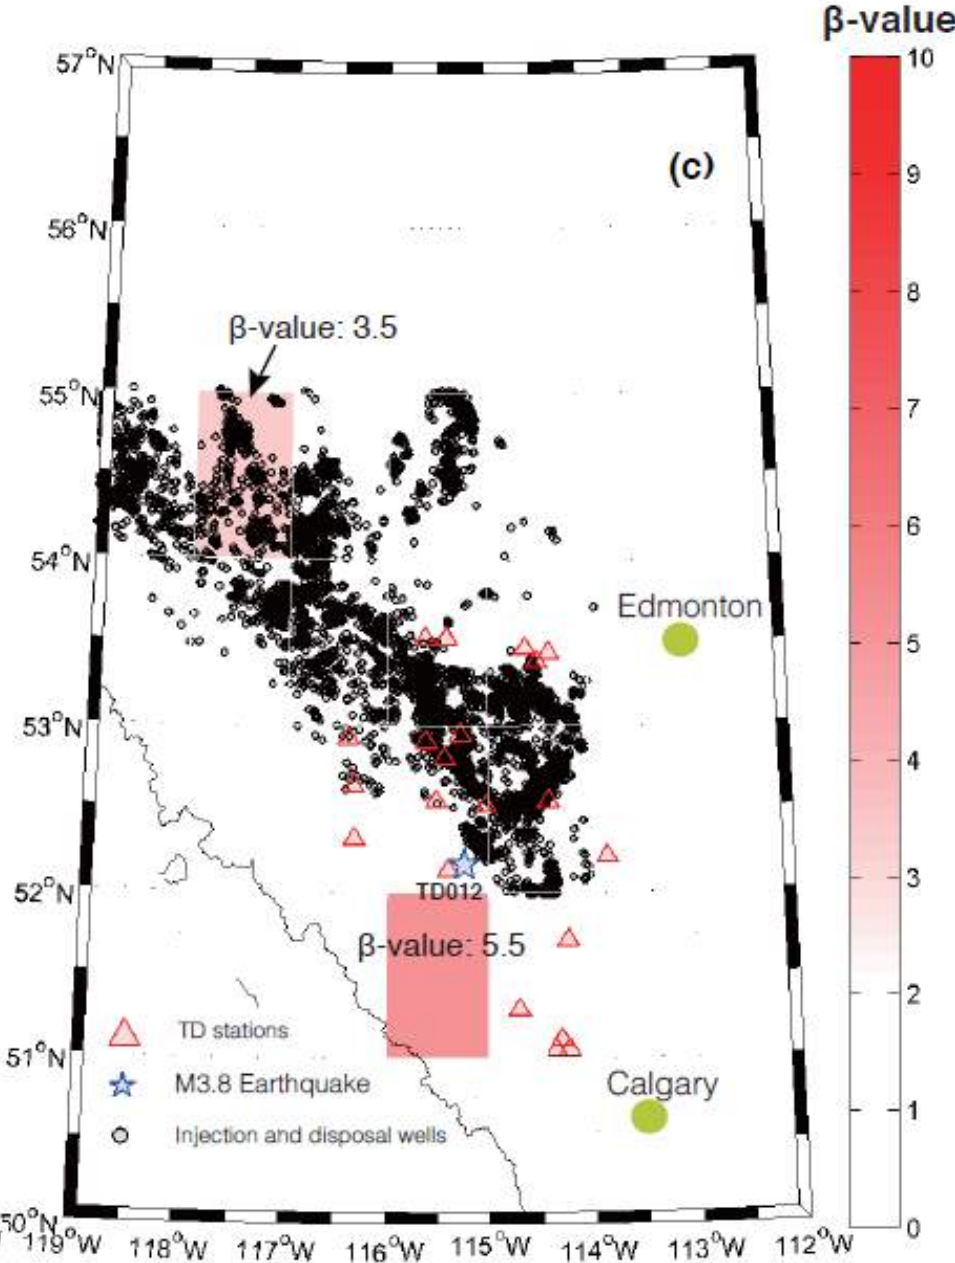 β-value
57°N
10
(c)
9
56°N
8
β-value: 3.5
55°N
7
6
54°N
Edmonton
5
53°N
4
3
52°N
TD012
β-value: 5.5
2
TD stations
51°N
M3.8 Earthquake
Calgary
1
Injection and disposal wells
50°N
0
119°W 118°W 117°W 116°W 115°W 114°W 113°W 112°W